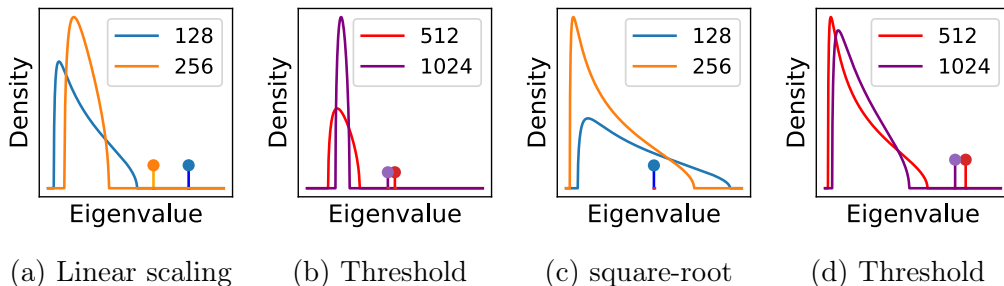 128
256
Density
Eigenvalue
(a) Linear scaling
512
1024
Density
Eigenvalue
(b) Threshold
128
256
Density
Eigenvalue
(c) square-root
512
1024
Density
Eigenvalue
(d) Threshold